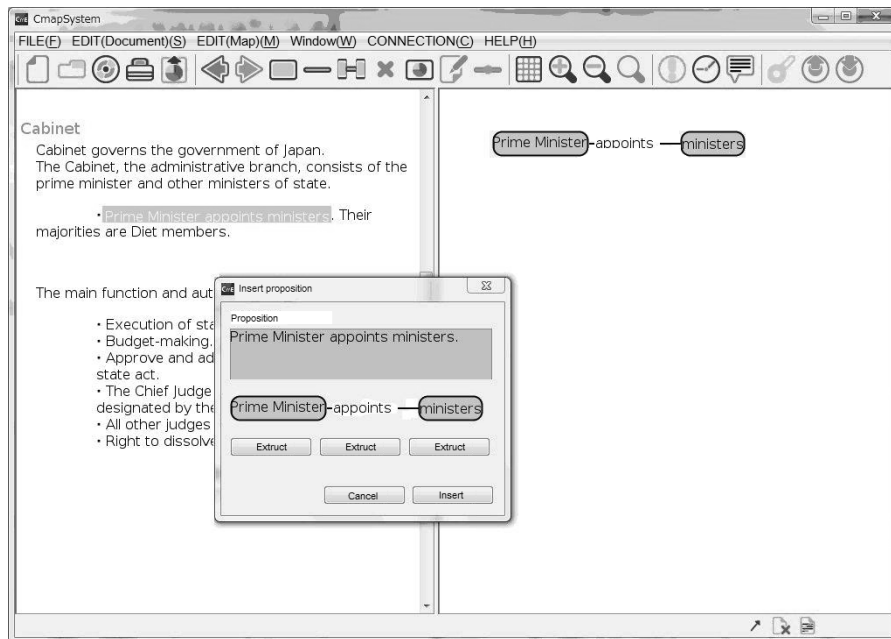 CmE CmapSystem
FILE(F) EDIT(Document)(S) EDIT(Map)(M) Window(W) CONNECTION(C) HELP(H)
Cabinet
Cabinet governs the government of Japan.
The Cabinet, the administrative branch, consists of the
prime minister and other ministers of state.
• Prime Minister appoints ministers. Their
majorities are Diet members.
The main function and aut
• Execution of sta
• Budget-making.
• Approve and ad
state act.
• The Chief Judge
designated by the
• All other judges
• Right to dissolve
Prime Minister appoints ministers
CmE Insert proposition
Proposition
Prime Minister appoints ministers.
Prime Minister appoints ministers
Extruct Extruct Extruct
Cancel Insert